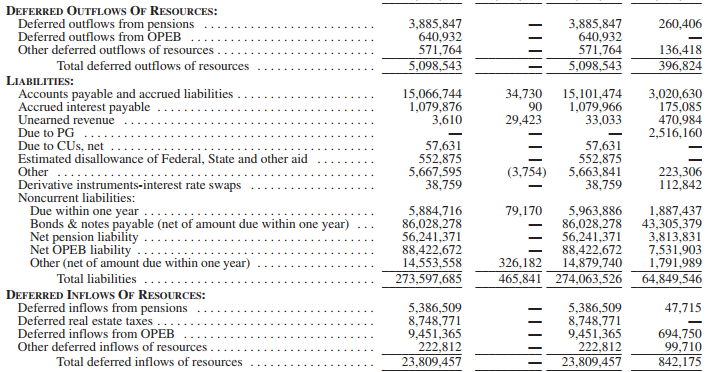 DEFERRED OUTFLOWS OF RESOURCES:
Deferred outflows from pensions 3,885,847 — 3,885,847 260,406
Deferred outflows from OPEB 640,932 — 640,932 —
Other deferred outflows of resources 571,764 — 571,764 136,418
Total deferred outflows of resources 5,098,543 — 5,098,543 396,824
LIABILITIES:
Accounts payable and accrued liabilities 15,066,744 34,730 15,101,474 3,020,630
Accrued interest payable 1,079,876 90 1,079,966 175,085
Unearned revenue 3,610 29,423 33,033 470,984
Due to PG — — — 2,516,160
Due to CUs, net 57,631 — 57,631 —
Estimated disallowance of Federal, State and other aid 552,875 — 552,875 —
Other 5,667,595 (3,754) 5,663,841 223,306
Derivative instruments-interest rate swaps 38,759 — 38,759 112,842
Noncurrent liabilities:
Due within one year 5,884,716 79,170 5,963,886 1,887,437
Bonds & notes payable (net of amount due within one year) 86,028,278 — 86,028,278 43,305,379
Net pension liability 56,241,371 — 56,241,371 3,813,831
Net OPEB liability 88,422,672 — 88,422,672 7,531,903
Other (net of amount due within one year) 14,553,558 326,182 14,879,740 1,791,989
Total liabilities 273,597,685 465,841 274,063,526 64,849,546
DEFERRED INFLOWS OF RESOURCES:
Deferred inflows from pensions 5,386,509 — 5,386,509 47,715
Deferred real estate taxes 8,748,771 — 8,748,771 —
Deferred inflows from OPEB 9,451,365 — 9,451,365 694,750
Other deferred inflows of resources 222,812 — 222,812 99,710
Total deferred inflows of resources 23,809,457 — 23,809,457 842,175